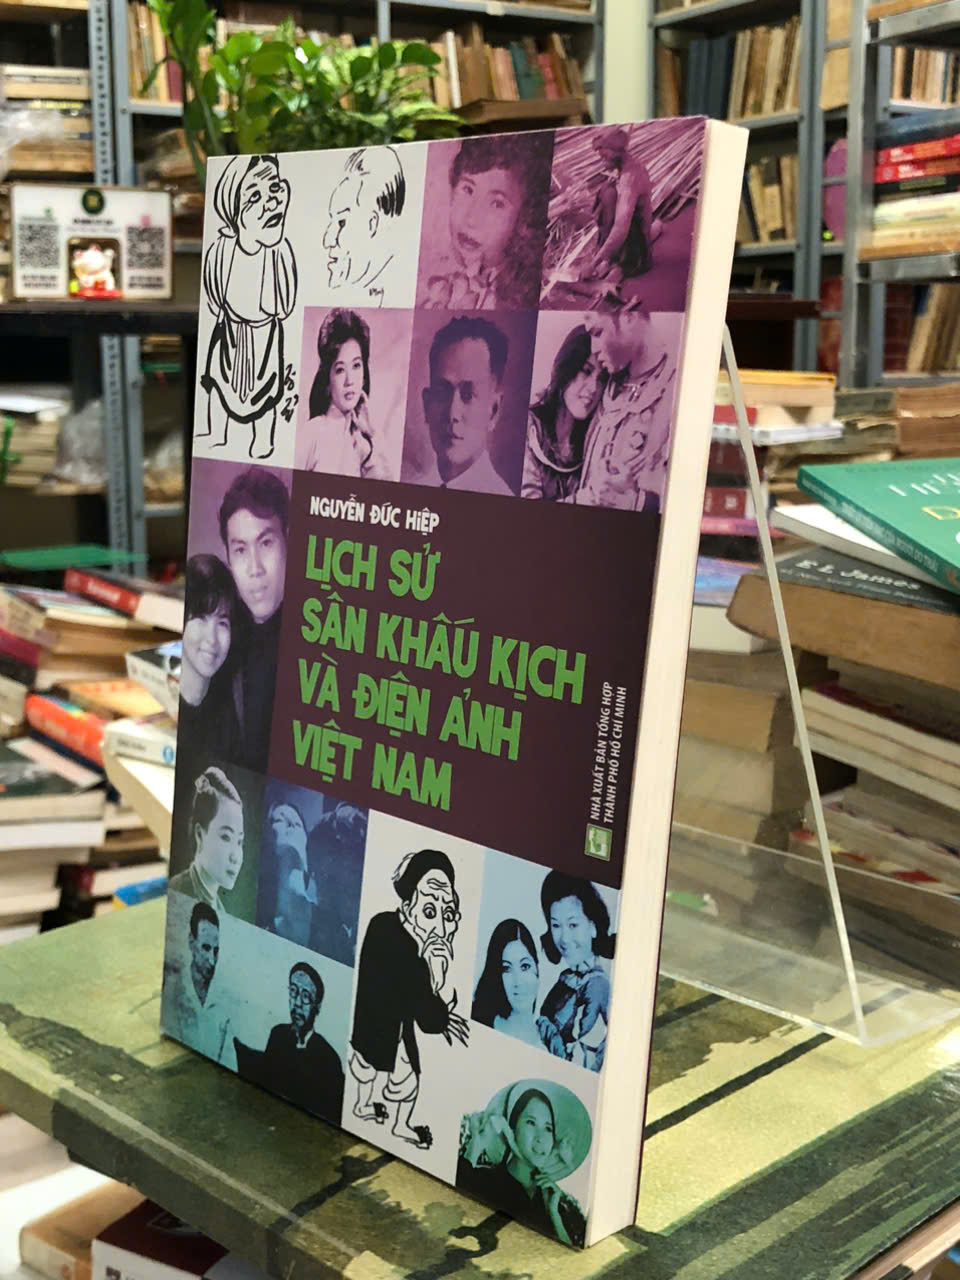 NGUYỄN ĐỨC HIỆP
LỊCH SỬ
SÂN KHẤU KỊCH
VÀ ĐIỆN ẢNH
VIỆT NAM
NHÀ XUẤT BẢN TỔNG HỢP
THÀNH PHỐ HỒ CHÍ MINH
E L James